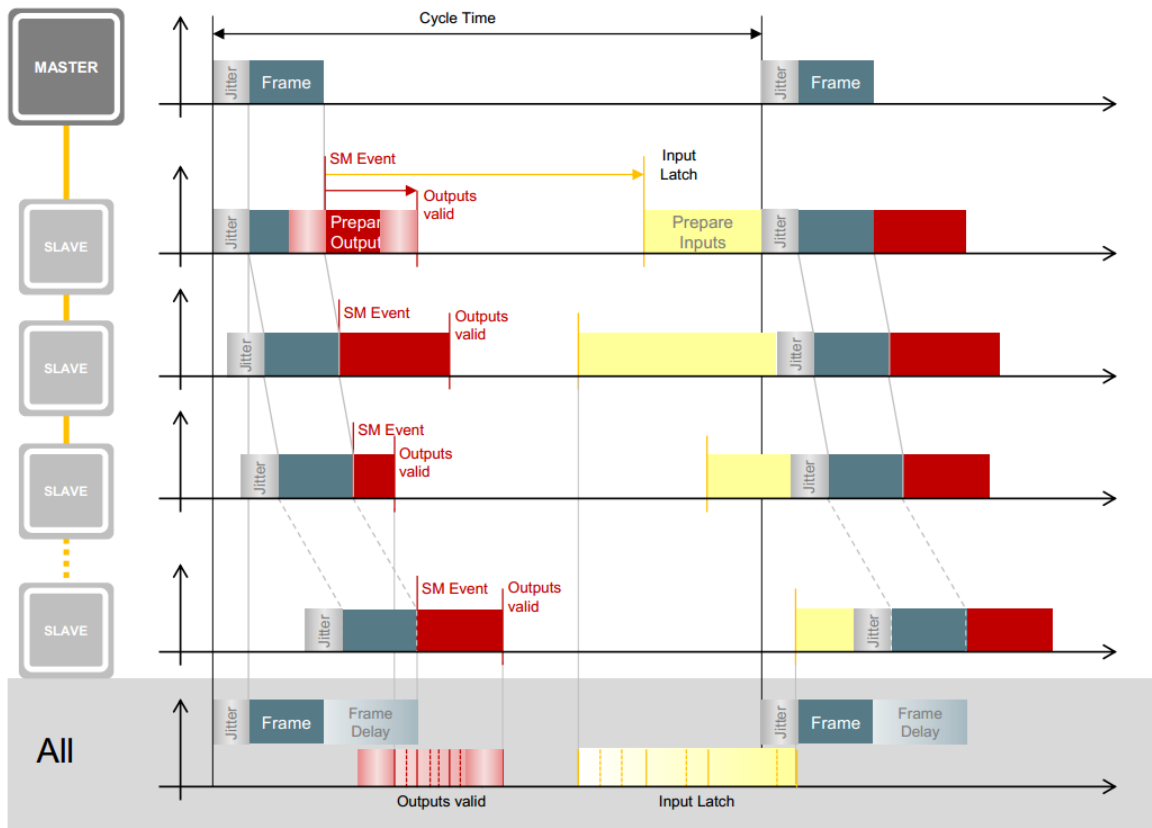 Cycle Time
MASTER
Jitter
Frame
Jitter
Frame
SM Event
Input
Latch
Outputs
valid
SLAVE
Jitter
Prepar
Output
Prepare
Inputs
Jitter
SM Event
Outputs
valid
SLAVE
Jitter
Jitter
SM Event
Outputs
valid
SLAVE
Jitter
Jitter
SM Event
Outputs
valid
SLAVE
Jitter
Jitter
All
Jitter
Frame
Frame
Delay
Jitter
Frame
Frame
Delay
Outputs valid
Input Latch